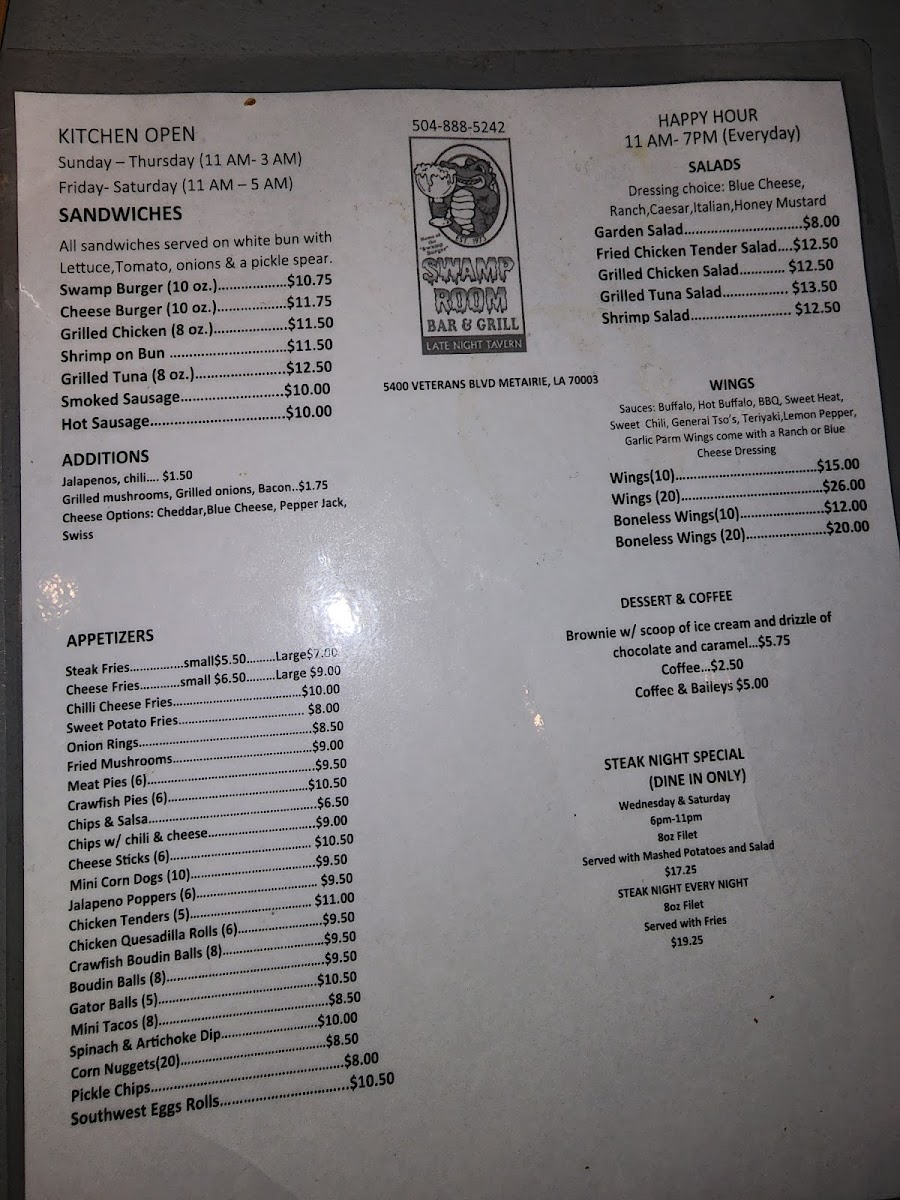 KITCHEN OPEN
Sunday – Thursday (11 AM- 3 AM)
Friday- Saturday (11 AM – 5 AM)
SANDWICHES
All sandwiches served on white bun with
Lettuce,Tomato, onions & a pickle spear.
Swamp Burger (10 oz.).................$10.75
Cheese Burger (10 oz.)................$11.75
Grilled Chicken (8 oz.)................$11.50
Shrimp on Bun ............................$11.50
Grilled Tuna (8 oz.)......................$12.50
Smoked Sausage.........................$10.00
Hot Sausage.................................$10.00
ADDITIONS
Jalapenos, chili.... $1.50
Grilled mushrooms, Grilled onions, Bacon..$1.75
Cheese Options: Cheddar,Blue Cheese, Pepper Jack,
Swiss
APPETIZERS
Steak Fries...............small$5.50.........Large$7.00
Cheese Fries............small $6.50.........Large $9.00
Chilli Cheese Fries....................................$10.00
Sweet Potato Fries................................... $8.00
Onion Rings.................................................$8.50
Fried Mushrooms.......................................$9.00
Meat Pies (6)...............................................$9.50
Crawfish Pies (6)........................................$10.50
Chips & Salsa...............................................$6.50
Chips w/ chili & cheese..............................$9.00
Cheese Sticks (6)........................................ $10.50
Mini Corn Dogs (10)...................................$9.50
Jalapeno Poppers (6).................................. $9.50
Chicken Tenders (5)................................... $11.00
Chicken Quesadilla Rolls (6)........................$9.50
Crawfish Boudin Balls (8)............................$9.50
Boudin Balls (8)............................................$9.50
Gator Balls (5)..............................................$10.50
Mini Tacos (8)...............................................$8.50
Spinach & Artichoke Dip...........................$10.00
Corn Nuggets(20)........................................$8.50
Pickle Chips...................................................$8.00
Southwest Eggs Rolls..................................$10.50
504-888-5242
Home of
the
"Swamp
Burger"
EST. 1973
SWAMP
ROOM
BAR & GRILL
LATE NIGHT TAVERN
5400 VETERANS BLVD METAIRIE, LA 70003
HAPPY HOUR
11 AM- 7PM (Everyday)
SALADS
Dressing choice: Blue Cheese,
Ranch,Caesar,Italian,Honey Mustard
Garden Salad.............................$8.00
Fried Chicken Tender Salad....$12.50
Grilled Chicken Salad........... $12.50
Grilled Tuna Salad................. $13.50
Shrimp Salad......................... $12.50
WINGS
Sauces: Buffalo, Hot Buffalo, BBQ, Sweet Heat,
Sweet Chili, General Tso's, Teriyaki,Lemon Pepper,
Garlic Parm Wings come with a Ranch or Blue
Cheese Dressing
Wings(10)....................................$15.00
Wings (20)....................................$26.00
Boneless Wings(10).....................$12.00
Boneless Wings (20)....................$20.00
DESSERT & COFFEE
Brownie w/ scoop of ice cream and drizzle of
chocolate and caramel...$5.75
Coffee...$2.50
Coffee & Baileys $5.00
STEAK NIGHT SPECIAL
(DINE IN ONLY)
Wednesday & Saturday
6pm-11pm
8oz Filet
Served with Mashed Potatoes and Salad
$17.25
STEAK NIGHT EVERY NIGHT
8oz Filet
Served with Fries
$19.25